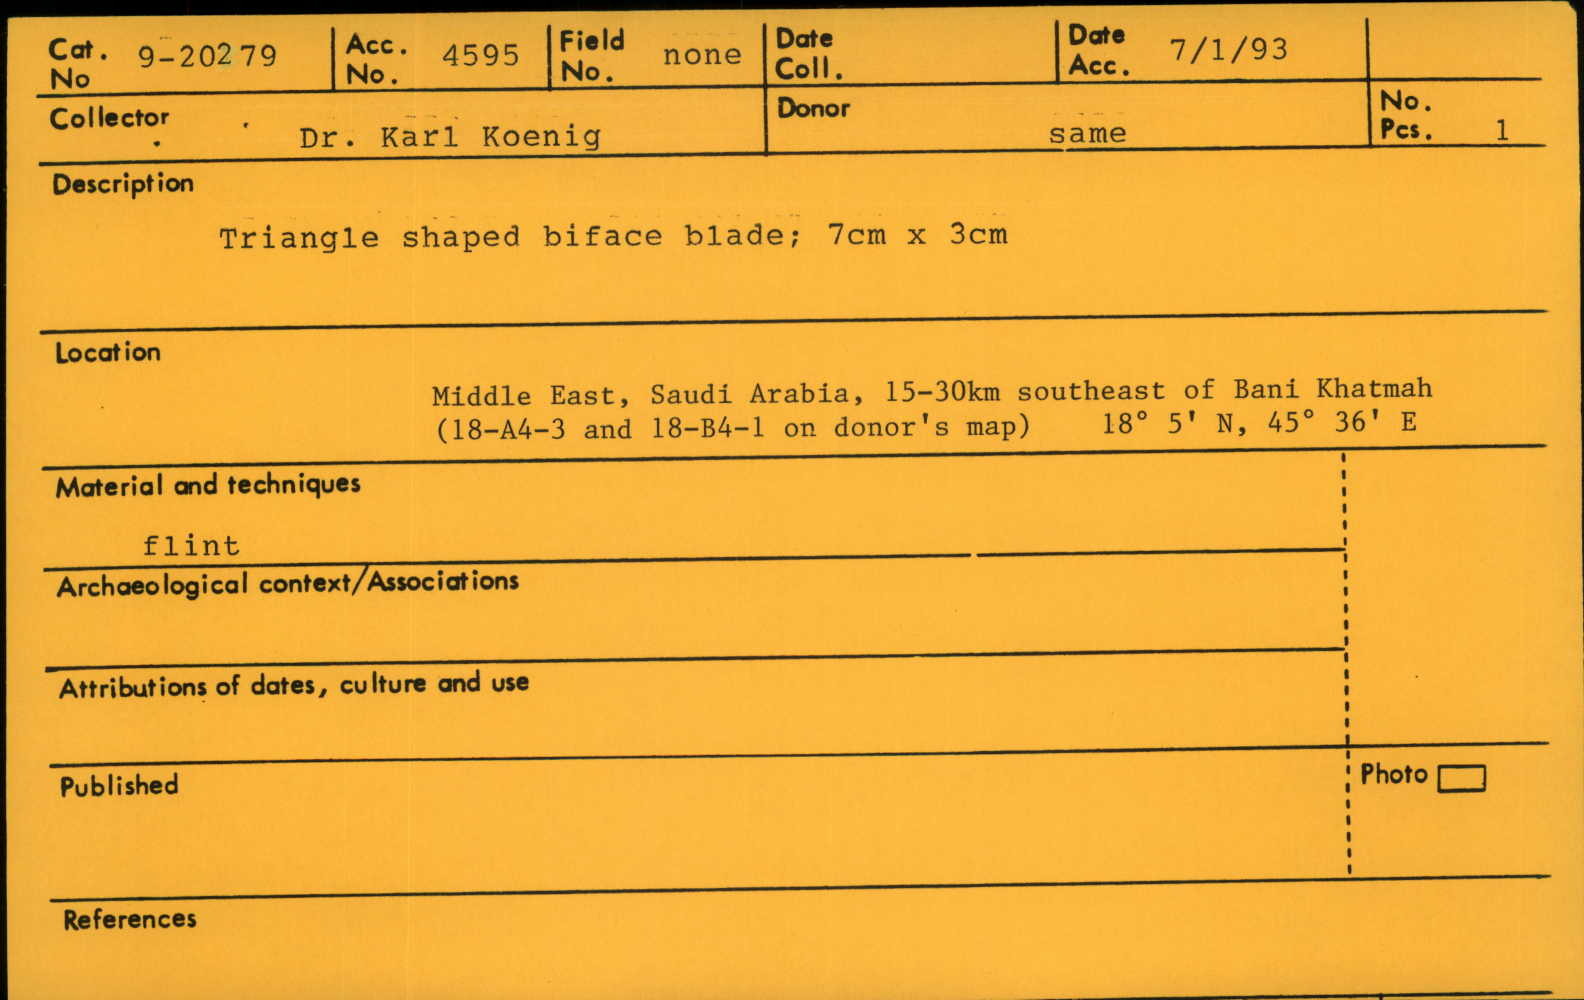 Cat. No 9-20279 Acc. No. 4595 Field No. none Date Coll. Date Acc. 7/1/93
Collector Dr. Karl Koenig Donor same No. Pcs. 1
Description
Triangle shaped biface blade; 7cm x 3cm
Location
Middle East, Saudi Arabia, 15-30km southeast of Bani Khatmah
(18-A4-3 and 18-B4-1 on donor's map) 18° 5' N, 45° 36' E
Material and techniques
flint
Archaeological context/Associations
Attributions of dates, culture and use
Published
Photo
References